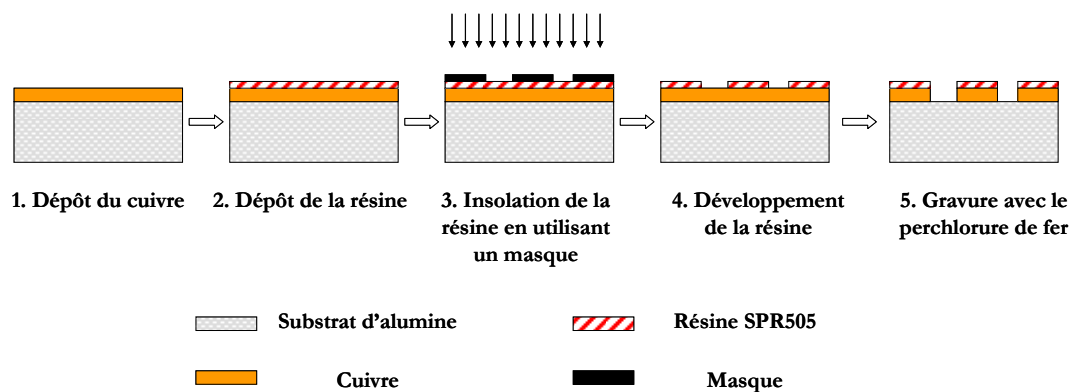 1. Dépôt du cuivre
2. Dépôt de la résine
3. Insolation de la
résine en utilisant
un masque
4. Développement
de la résine
5. Gravure avec le
perchlorure de fer
Substrat d'alumine
Résine SPR505
Cuivre
Masque